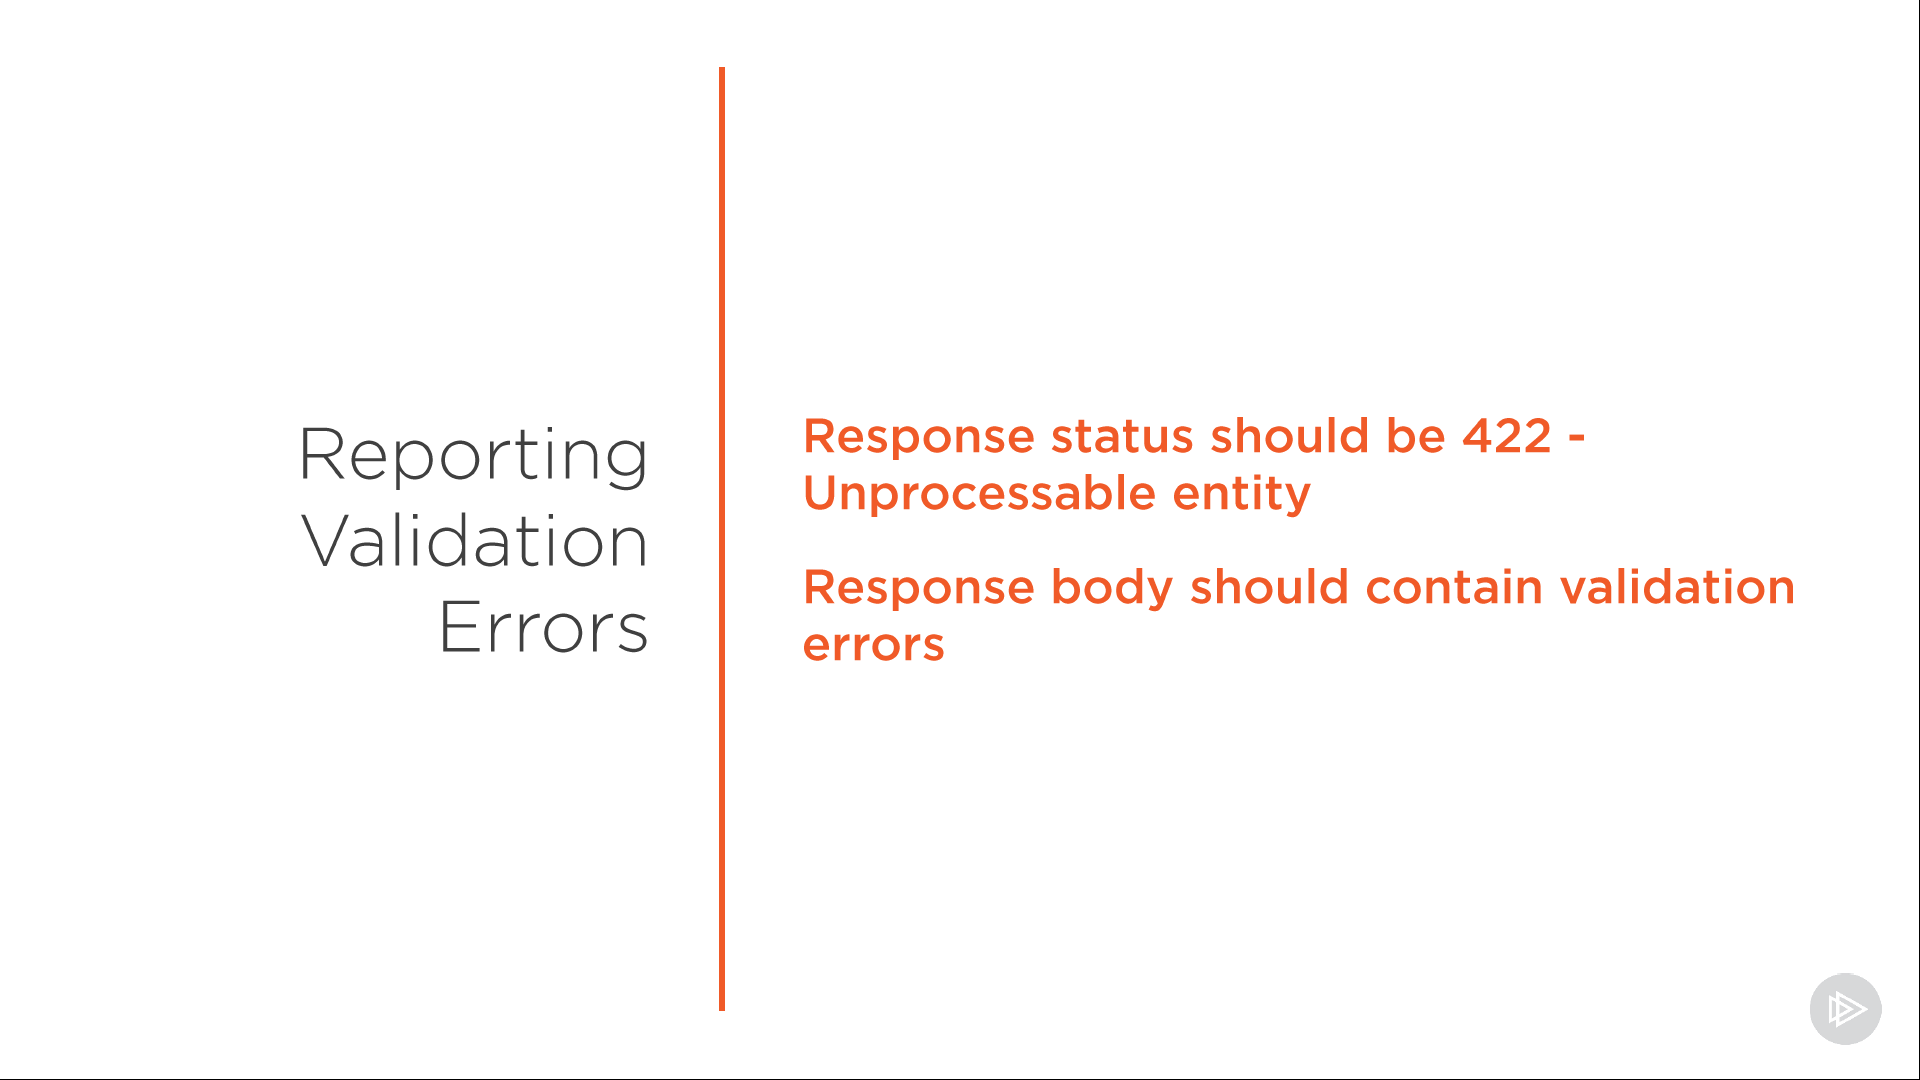 Reporting
Validation
Errors
Response status should be 422 -
Unprocessable entity
Response body should contain validation
errors